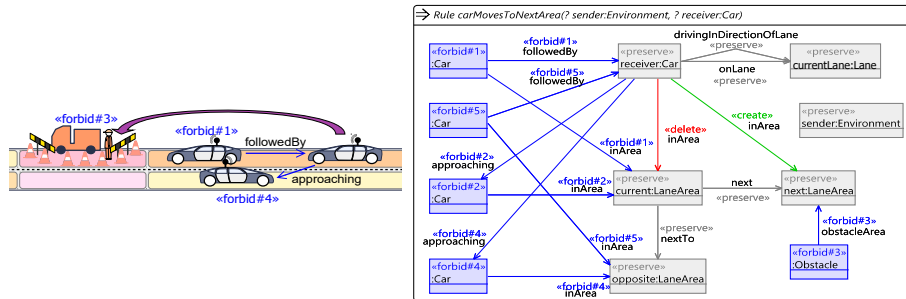 «forbid#3»
«forbid#1»
followedBy
approaching
«forbid#4»
Rule carMovesToNextArea(? sender:Environment, ? receiver:Car)
«forbid#1»
:Car
«forbid#1»
followedBy
«preserve»
receiver:Car
drivingInDirectionOfLane
«preserve»
onLane
«preserve»
«preserve»
currentLane:Lane
«forbid#5»
followedBy
«forbid#5»
:Car
«preserve»
sender:Environment
«delete»
inArea
«create»
inArea
«forbid#1»
inArea
«forbid#2»
approaching
«forbid#2»
:Car
«forbid#2»
inArea
«preserve»
current:LaneArea
next
«preserve»
«preserve»
next:LaneArea
«forbid#3»
obstacleArea
«preserve»
nextTo
«forbid#5»
inArea
«forbid#4»
approaching
«forbid#4»
:Car
«forbid#4»
inArea
«preserve»
opposite:LaneArea
«forbid#3»
:Obstacle